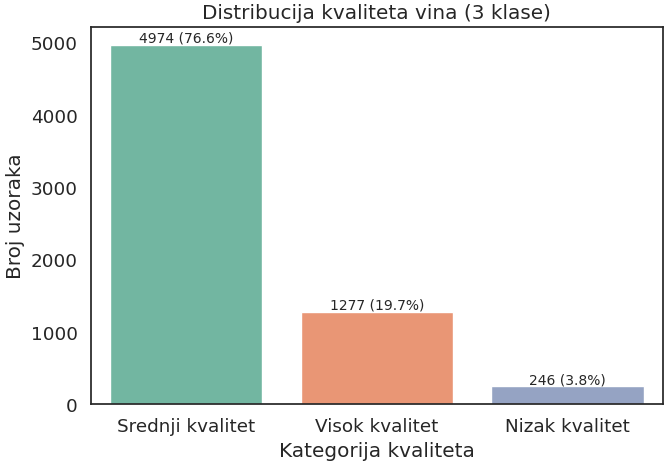 Distribucija kvaliteta vina (3 klase)
Broj uzoraka
5000
4000
3000
2000
1000
0
4974 (76.6%)
1277 (19.7%)
246 (3.8%)
Srednji kvalitet
Visok kvalitet
Nizak kvalitet
Kategorija kvaliteta